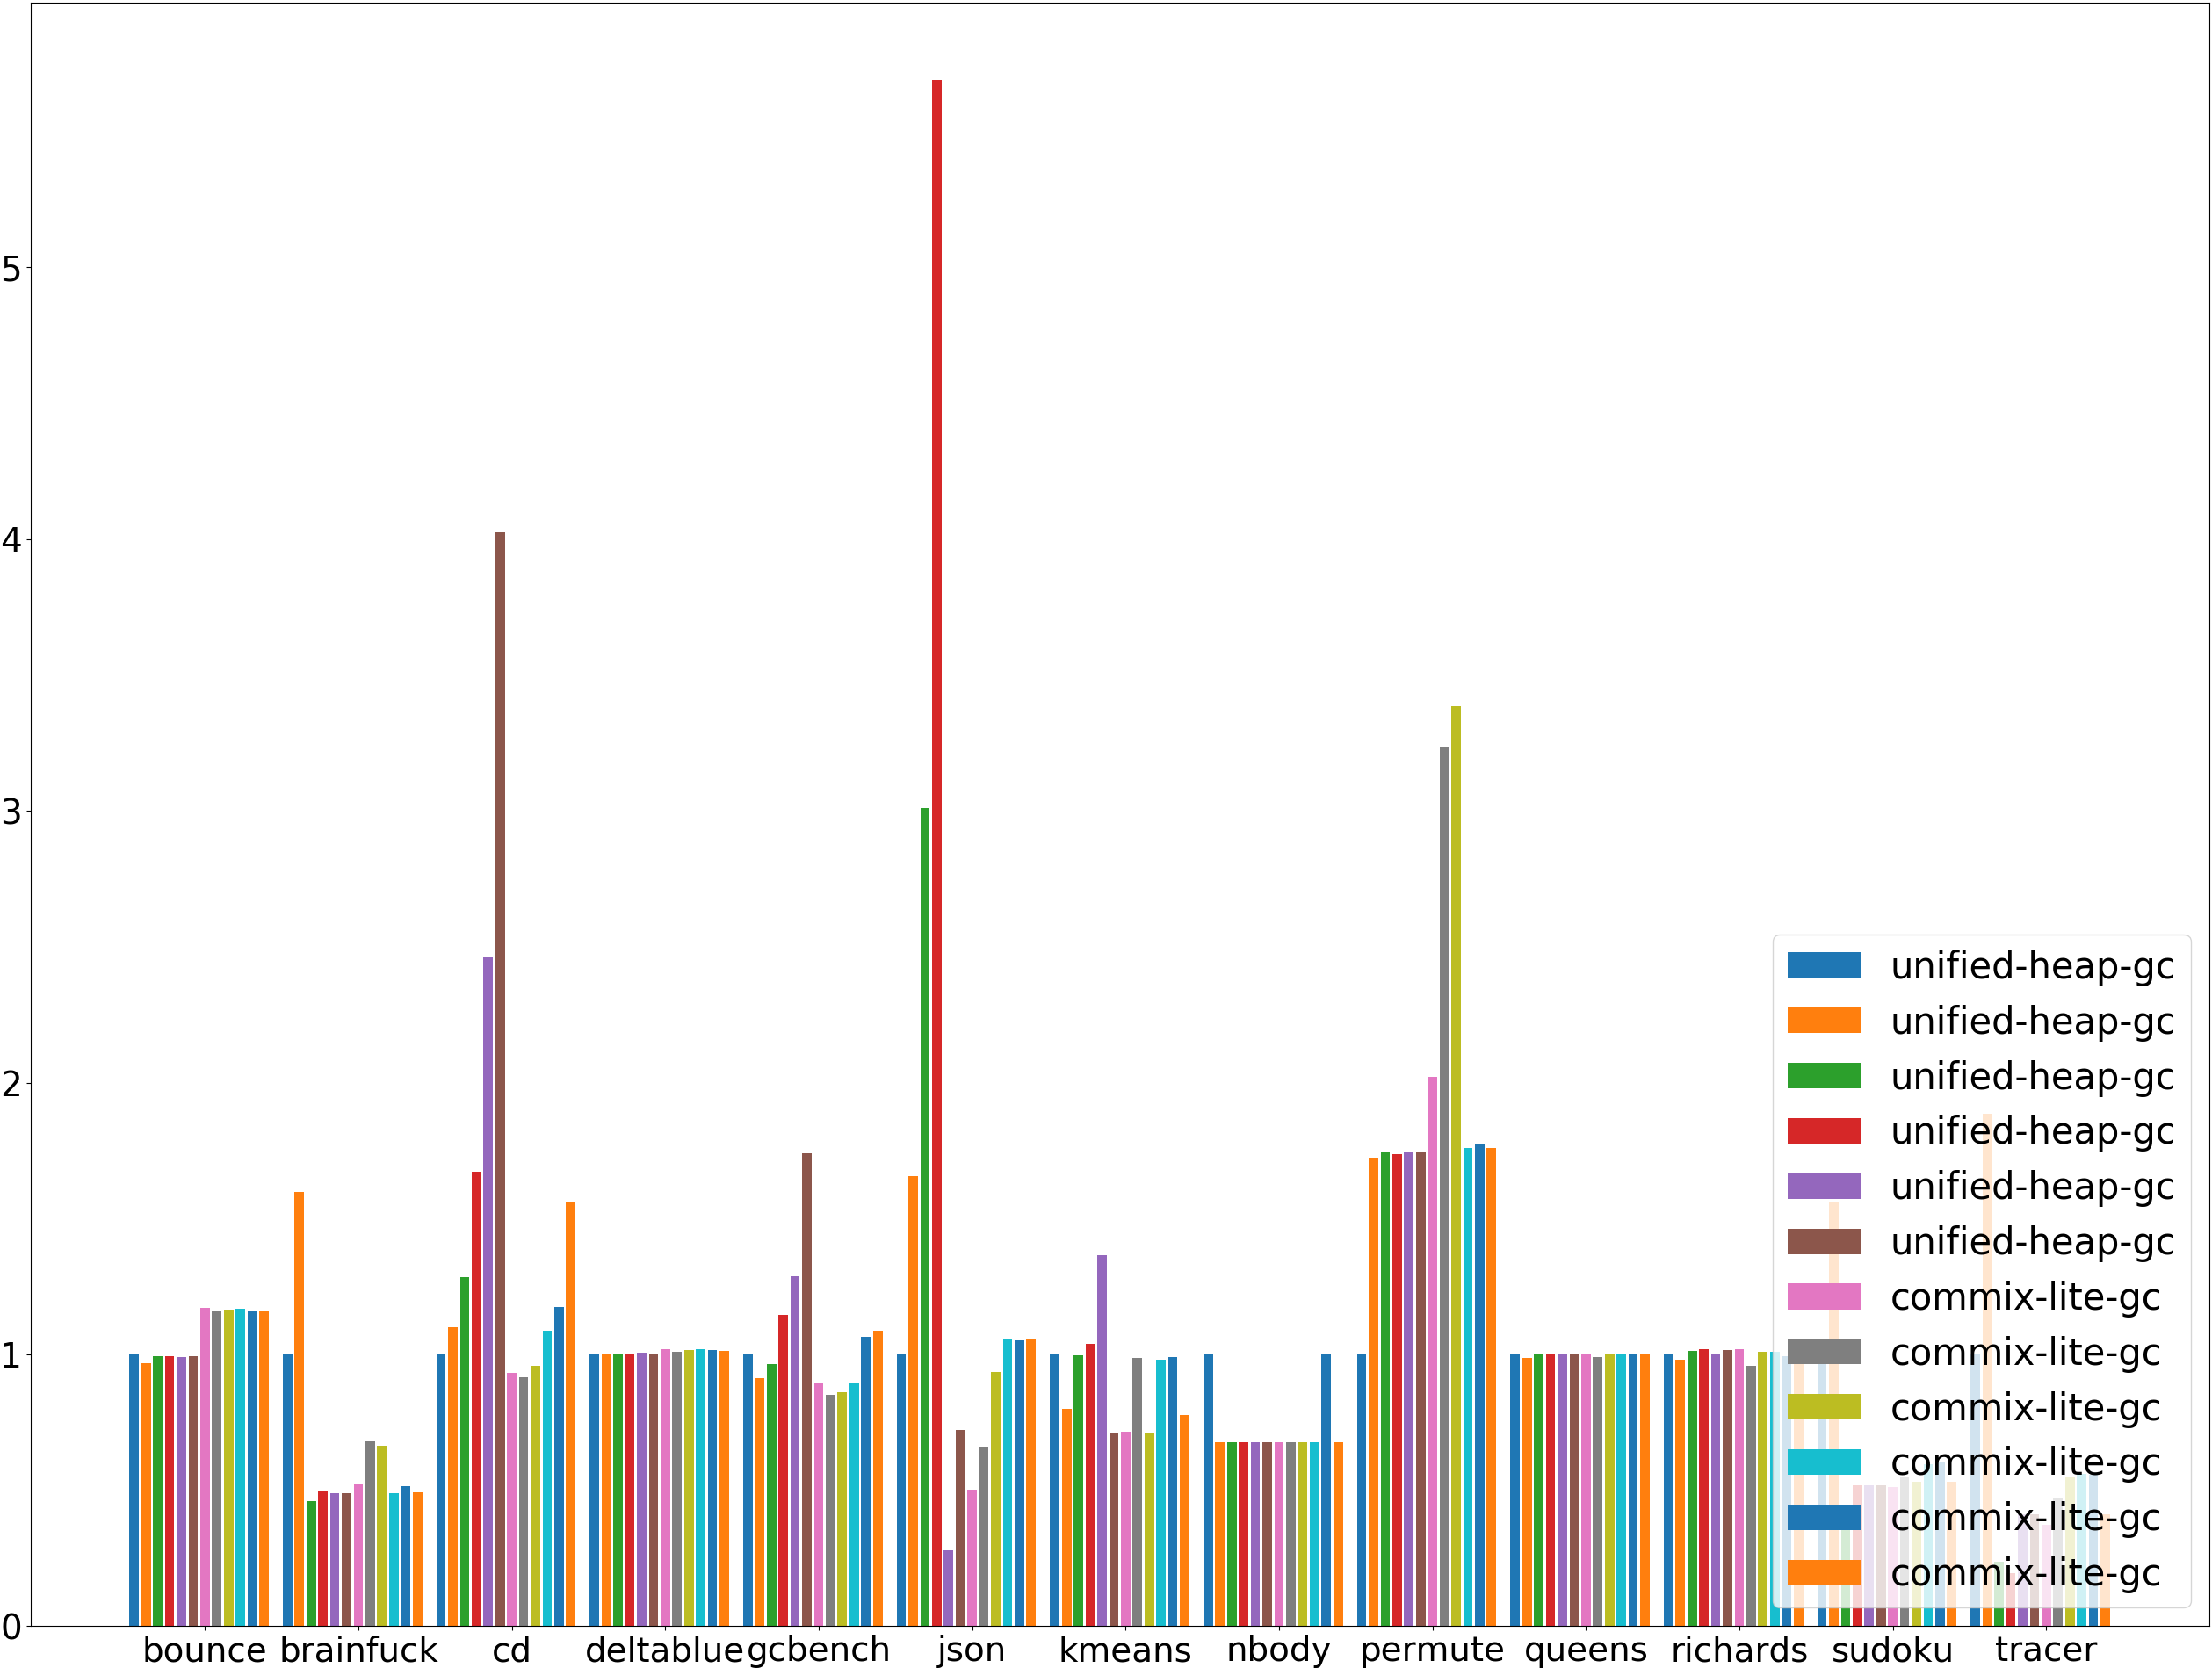 5
4
3
2
1
0
unified-heap-gc
unified-heap-gc
unified-heap-gc
unified-heap-gc
unified-heap-gc
unified-heap-gc
commix-lite-gc
commix-lite-gc
commix-lite-gc
commix-lite-gc
commix-lite-gc
commix-lite-gc
bounce brainfuck cd deltablue gcbench json kmeans nbody permute queens richards sudoku tracer